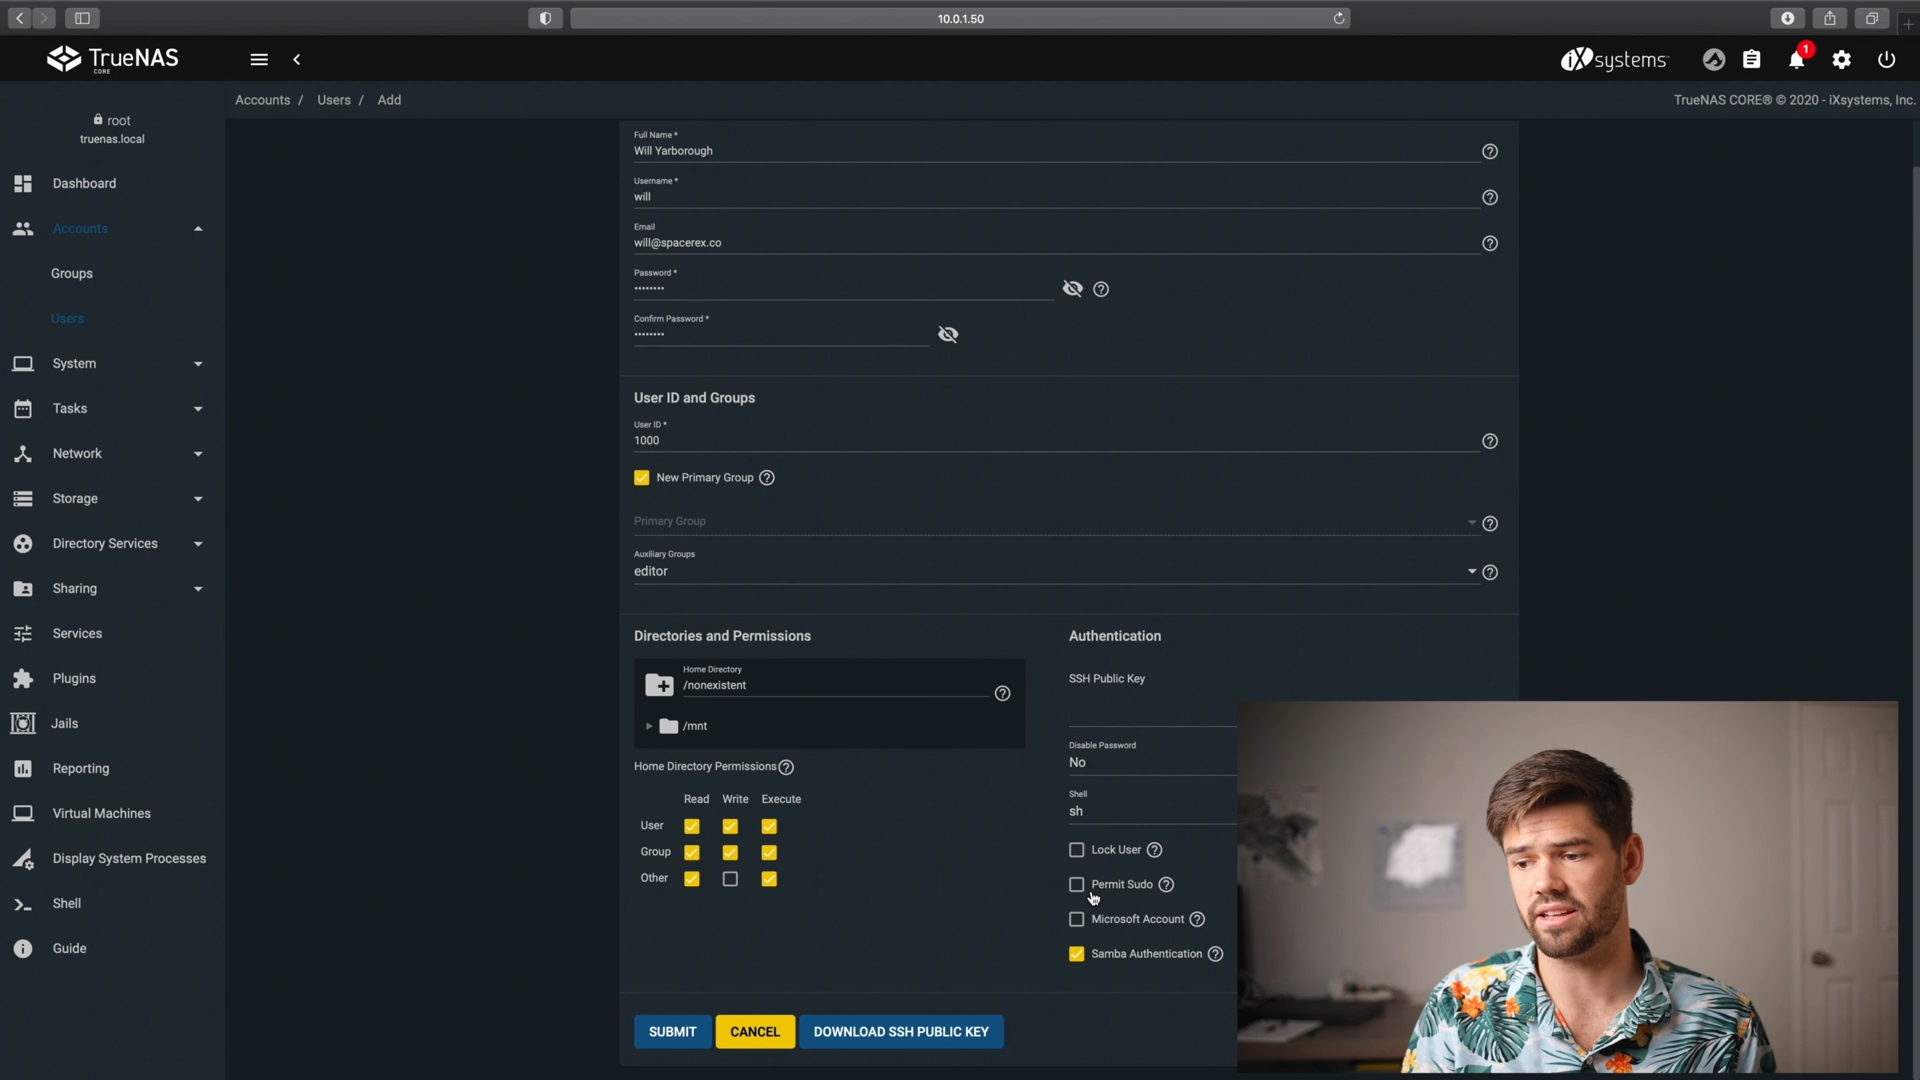 10.0.1.50
TrueNAS
CORE
iXsystems
1
root
truenas.local
Accounts / Users / Add
TrueNAS CORE® © 2020 - iXsystems, Inc.
Dashboard
Accounts
Groups
Users
System
Tasks
Network
Storage
Directory Services
Sharing
Services
Plugins
Jails
Reporting
Virtual Machines
Display System Processes
Shell
Guide
Full Name *
Will Yarborough
Username *
will
Email
will@spacerex.co
Password *
••••••••
Confirm Password *
••••••••
User ID and Groups
User ID *
1000
New Primary Group
Primary Group
Auxiliary Groups
editor
Directories and Permissions
Home Directory
/nonexistent
/mnt
Home Directory Permissions
Read Write Execute
User
Group
Other
Authentication
SSH Public Key
Disable Password
No
Shell
sh
Lock User
Permit Sudo
Microsoft Account
Samba Authentication
SUBMIT
CANCEL
DOWNLOAD SSH PUBLIC KEY